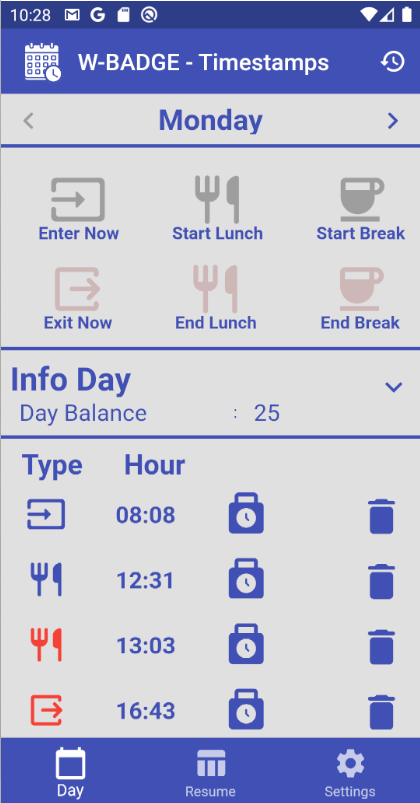 10:28
W-BADGE - Timestamps
Monday
Enter Now Start Lunch Start Break
Exit Now End Lunch End Break
Info Day
Day Balance : 25
Type Hour
08:08
12:31
13:03
16:43
Day Resume Settings